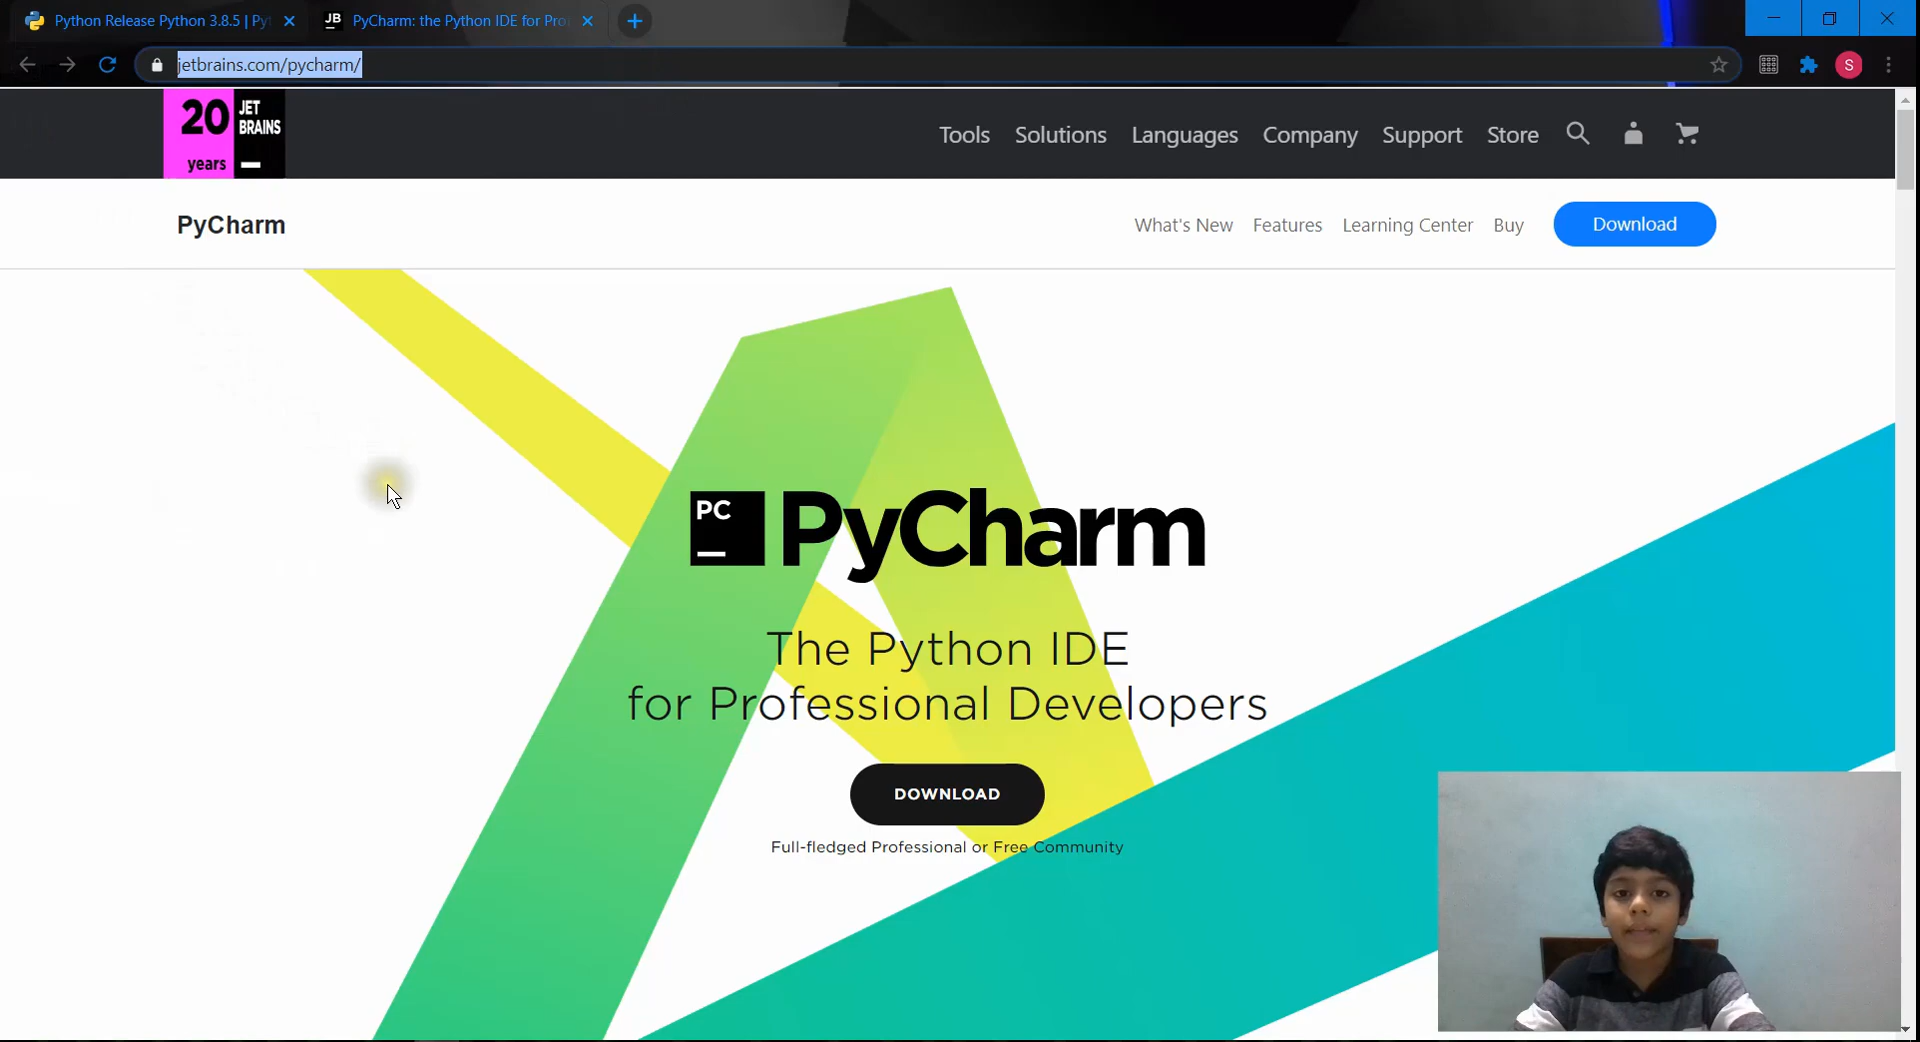 Python Release Python 3.8.5 | Py
PyCharm: the Python IDE for Pro
jetbrains.com/pycharm/
S
20
years
JET
BRAINS
Tools Solutions Languages Company Support Store
PyCharm
What's New Features Learning Center Buy Download
PC
PyCharm
The Python IDE
for Professional Developers
DOWNLOAD
Full-fledged Professional or Free Community